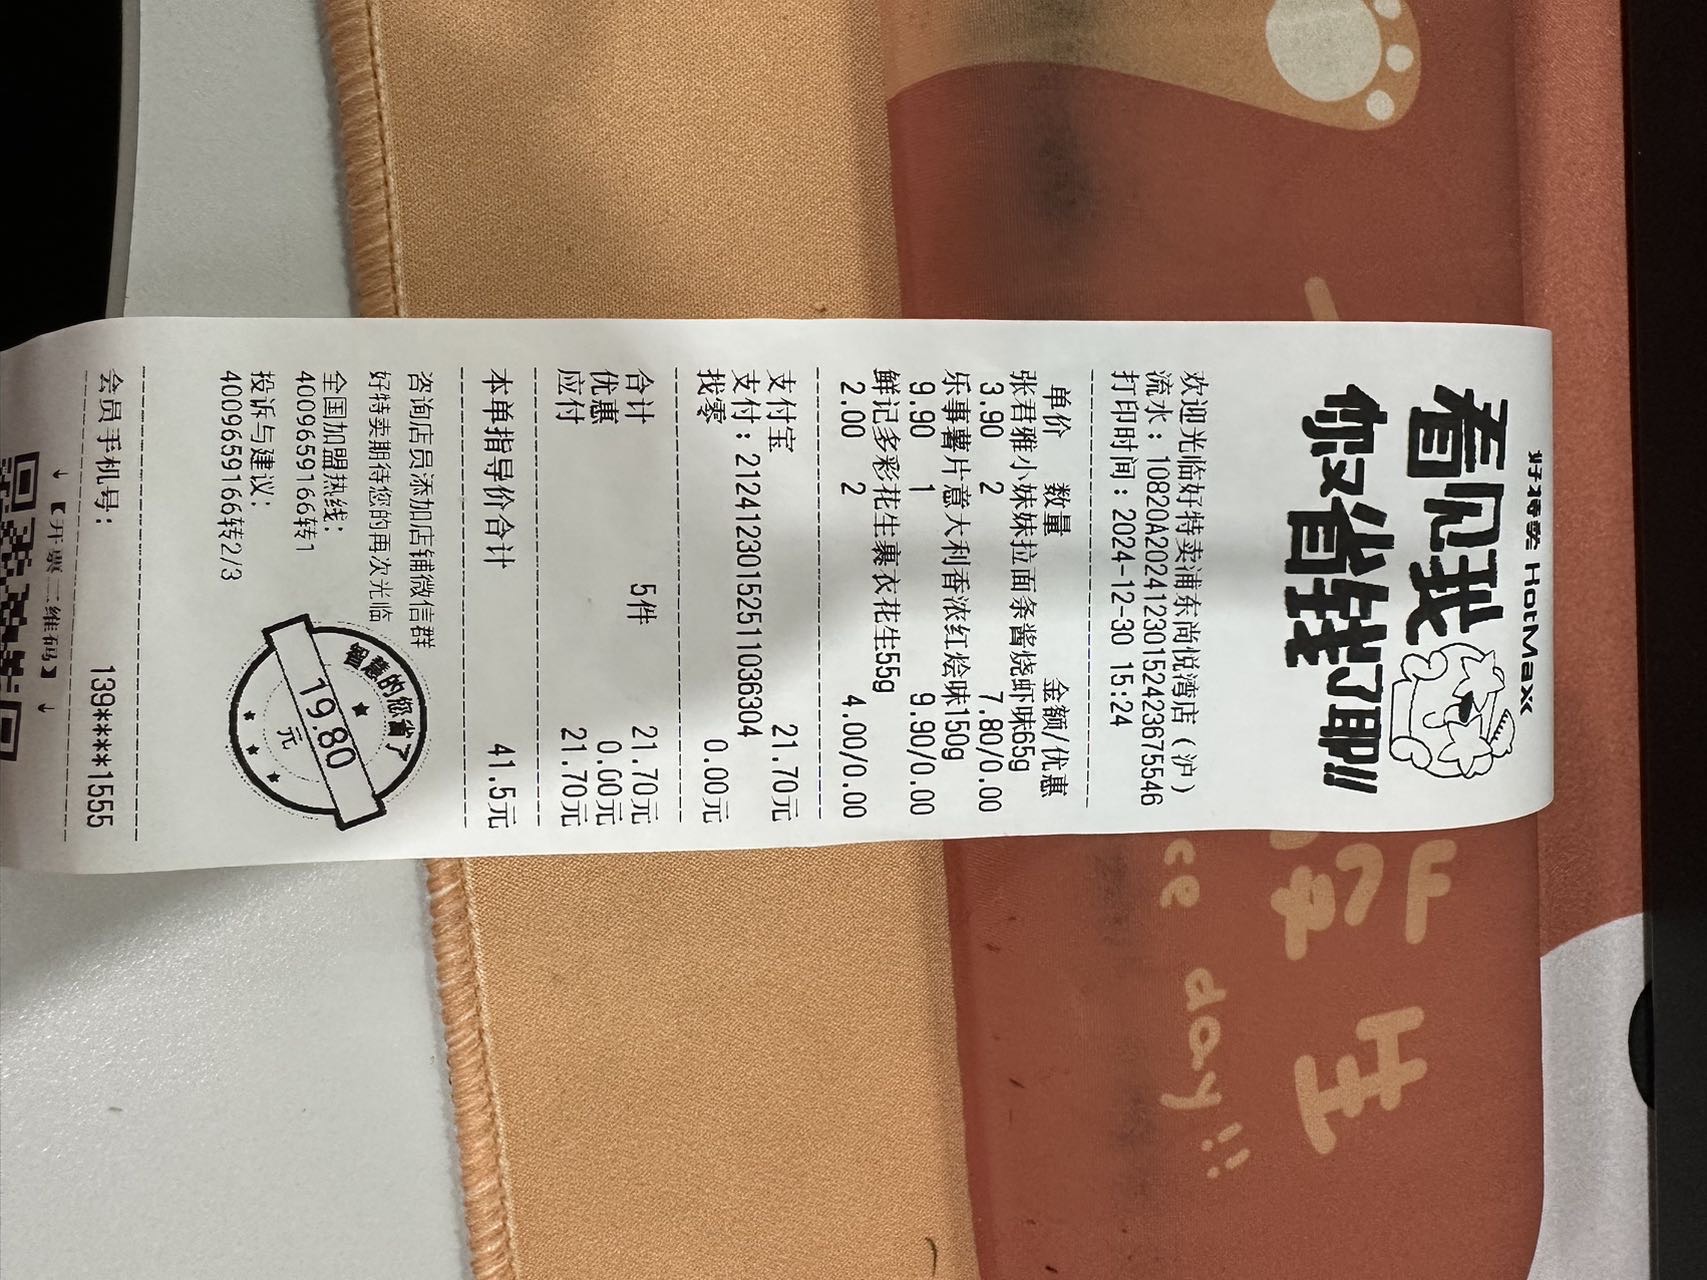 好特卖 HotMaxx
看见我
你又省钱了耶!!
欢迎光临好特卖浦东尚悦湾店（沪）
流水：10820A2024123015242367 5546
打印时间：2024-12-30 15:24
单价 数量 金额/优惠
张君雅小妹妹拉面条酱烧虾味65g
3.90 2 7.80/0.00
乐事薯片意大利香浓红烩味150g
9.90 1 9.90/0.00
鲜记多彩花生裹衣花生55g
2.00 2 4.00/0.00
支付宝 21.70元
支付：21241230152511036304
找零 0.00元
合计 5件 21.70元
优惠 0.00元
应付 21.70元
本单指导价合计 41.5元
咨询店员添加店铺微信群
好特卖期待您的再次光临
全国加盟热线：
4009659166转1
投诉与建议：
4009659166转2/3
智慧的您省了
19.80
元
会员手机号： 139****1555
↓【开票二维码】↓
ce day!!
生